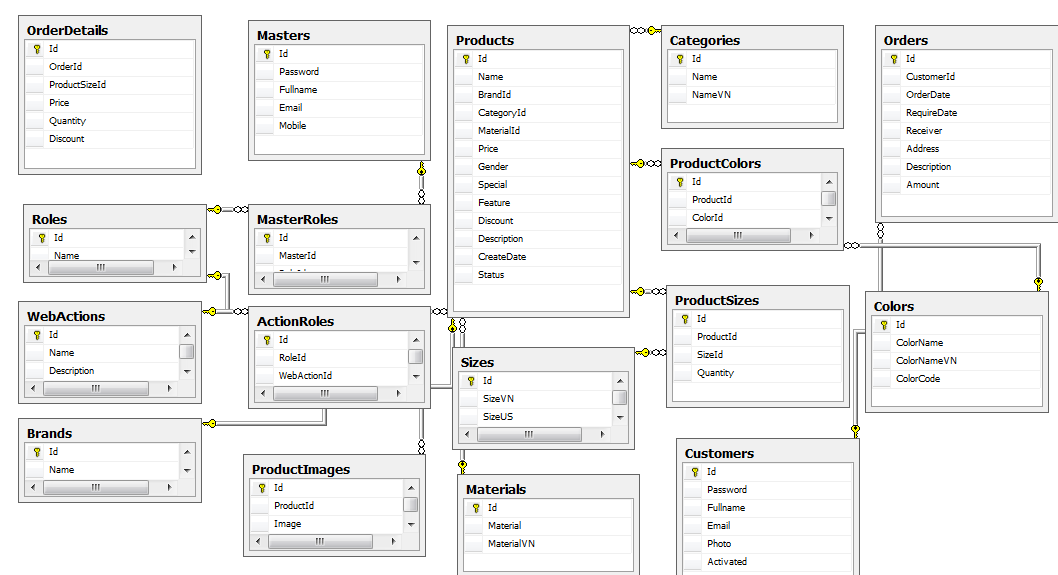 OrderDetails
Id
OrderId
ProductSizeId
Price
Quantity
Discount
Masters
Id
Password
Fullname
Email
Mobile
Products
Id
Name
BrandId
CategoryId
MaterialId
Price
Gender
Special
Feature
Discount
Description
CreateDate
Status
Categories
Id
Name
NameVN
Orders
Id
CustomerId
OrderDate
RequireDate
Receiver
Address
Description
Amount
ProductColors
Id
ProductId
ColorId
Roles
Id
Name
MasterRoles
Id
MasterId
WebActions
Id
Name
Description
ActionRoles
Id
RoleId
WebActionId
ProductSizes
Id
ProductId
SizeId
Quantity
Colors
Id
ColorName
ColorNameVN
ColorCode
Sizes
Id
SizeVN
SizeUS
Brands
Id
Name
ProductImages
Id
ProductId
Image
Materials
Id
Material
MaterialVN
Customers
Id
Password
Fullname
Email
Photo
Activated